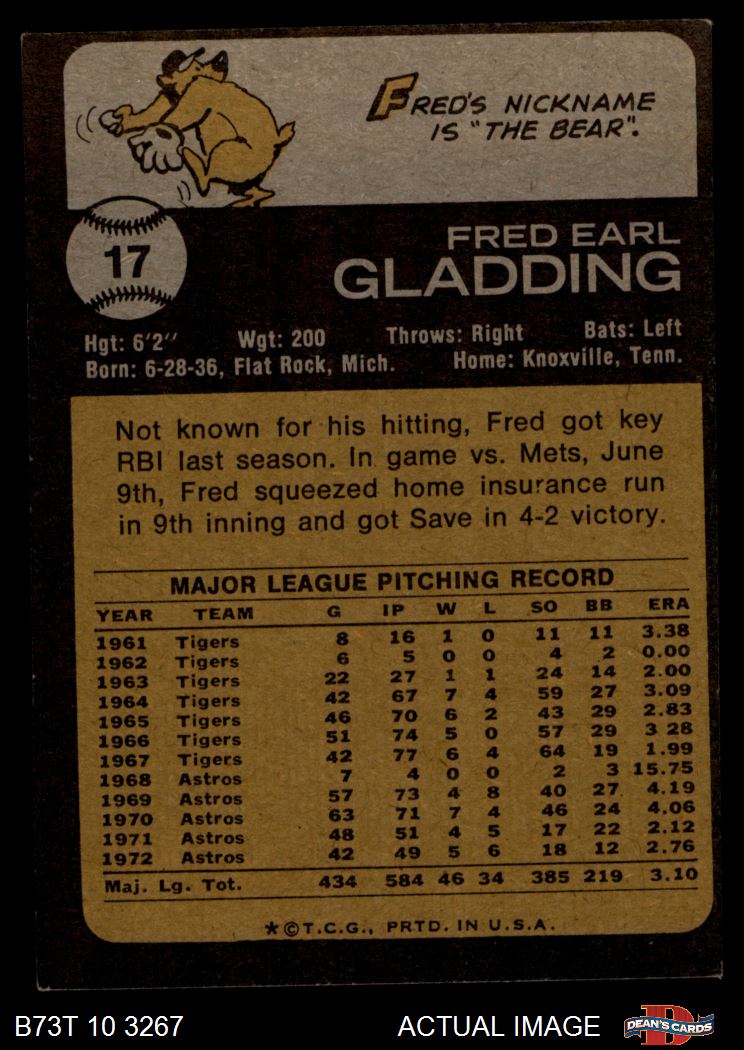 FRED'S NICKNAME
IS "THE BEAR".
17
FRED EARL
GLADDING
Hgt: 6'2" Wgt: 200 Throws: Right Bats: Left
Born: 6-28-36, Flat Rock, Mich. Home: Knoxville, Tenn.
Not known for his hitting, Fred got key
RBI last season. In game vs. Mets, June
9th, Fred squeezed home insurance run
in 9th inning and got Save in 4-2 victory.
MAJOR LEAGUE PITCHING RECORD
YEAR TEAM G IP W L SO BB ERA
1961 Tigers 8 16 1 0 11 11 3.38
1962 Tigers 6 5 0 0 4 2 0.00
1963 Tigers 22 27 1 1 24 14 2.00
1964 Tigers 42 67 7 4 59 27 3.09
1965 Tigers 46 70 6 2 43 29 2.83
1966 Tigers 51 74 5 0 57 29 3 28
1967 Tigers 42 77 6 4 64 19 1.99
1968 Astros 7 4 0 0 2 3 15.75
1969 Astros 57 73 4 8 40 27 4.19
1970 Astros 63 71 7 4 46 24 4.06
1971 Astros 48 51 4 5 17 22 2.12
1972 Astros 42 49 5 6 18 12 2.76
Maj. Lg. Tot. 434 584 46 34 385 219 3.10
*©T.C.G., PRTD. IN U.S.A.
B73T 10 3267 ACTUAL IMAGE D DEAN'S CARDS